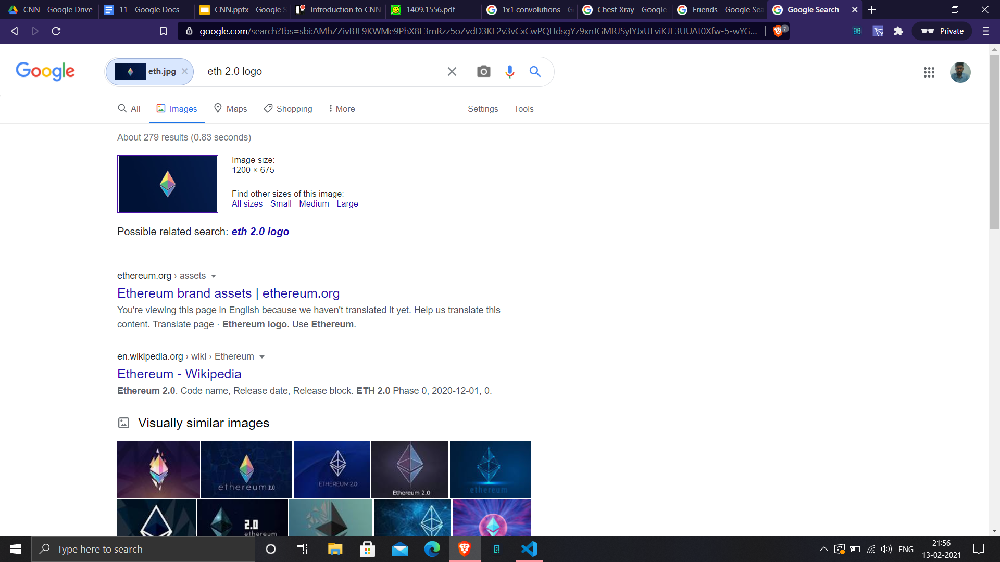 CNN - Google Drive
11 - Google Docs
CNN.pptx - Google S
Introduction to CNN
1409.1556.pdf
1x1 convolutions - G
Chest Xray - Google
Friends - Google Sea
Google Search
google.com/search?tbs=sbi:AMhZZivBJL9KWMe9PhX8F3mRzz5oZvdD3KE2v3vCxCwPQHdsgYz9xnJGMRJSyIYJxUFviKJE3UUAt0Xfw-5-wYG...
7
Private
Google
eth.jpg
eth 2.0 logo
All
Images
Maps
Shopping
More
Settings
Tools
About 279 results (0.83 seconds)
Image size:
1200 × 675
Find other sizes of this image:
All sizes - Small - Medium - Large
Possible related search: eth 2.0 logo
ethereum.org › assets
Ethereum brand assets | ethereum.org
You're viewing this page in English because we haven't translated it yet. Help us translate this
content. Translate page · Ethereum logo. Use Ethereum.
en.wikipedia.org › wiki › Ethereum
Ethereum - Wikipedia
Ethereum 2.0. Code name, Release date, Release block. ETH 2.0 Phase 0, 2020-12-01, 0.
Visually similar images
ethereum 2.0
ETHEREUM 2.0
Ethereum 2.0
ethereum
2.0
ethereum
Type here to search
ENG
21:56
13-02-2021